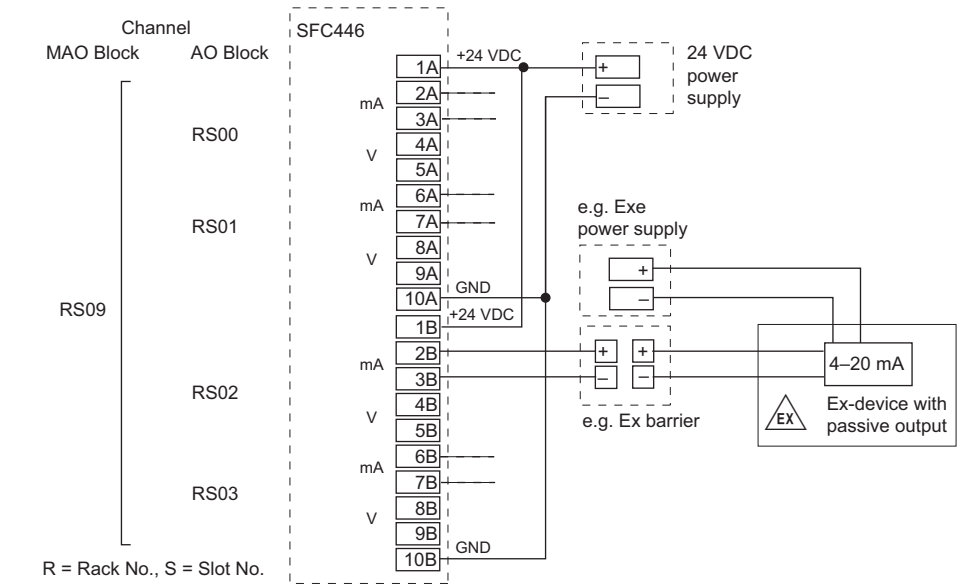 Channel
MAO Block
AO Block
SFC446
RS09
RS00
RS01
RS02
RS03
mA
V
mA
V
mA
V
mA
V
1A
2A
3A
4A
5A
6A
7A
8A
9A
10A
1B
2B
3B
4B
5B
6B
7B
8B
9B
10B
+24 VDC
GND
+24 VDC
GND
+
–
24 VDC
power
supply
e.g. Exe
power supply
+
–
+ +
– –
e.g. Ex barrier
4–20 mA
EX
Ex-device with
passive output
R = Rack No., S = Slot No.